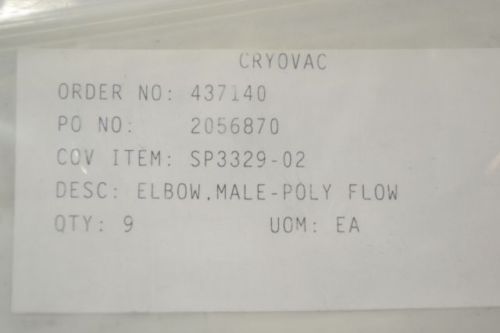 CRYOVAC
ORDER NO: 437140
PO NO: 2056870
COV ITEM: SP3329-02
DESC: ELBOW,MALE-POLY FLOW
QTY: 9 UOM: EA